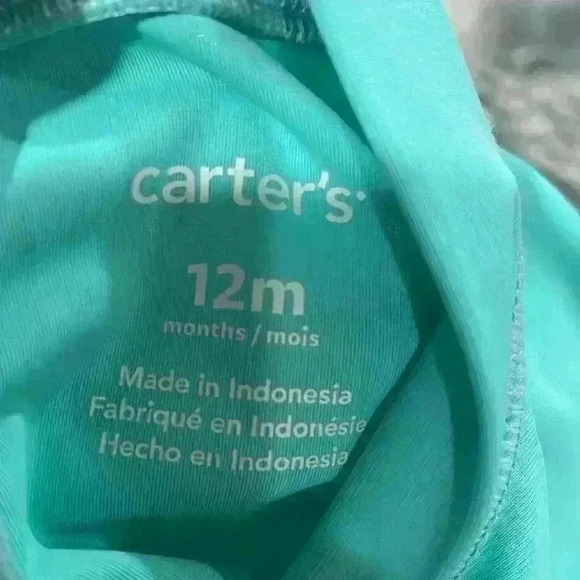 carter's
12m
months / mois
Made in Indonesia
Fabriqué en Indonésie
Hecho en Indonesia